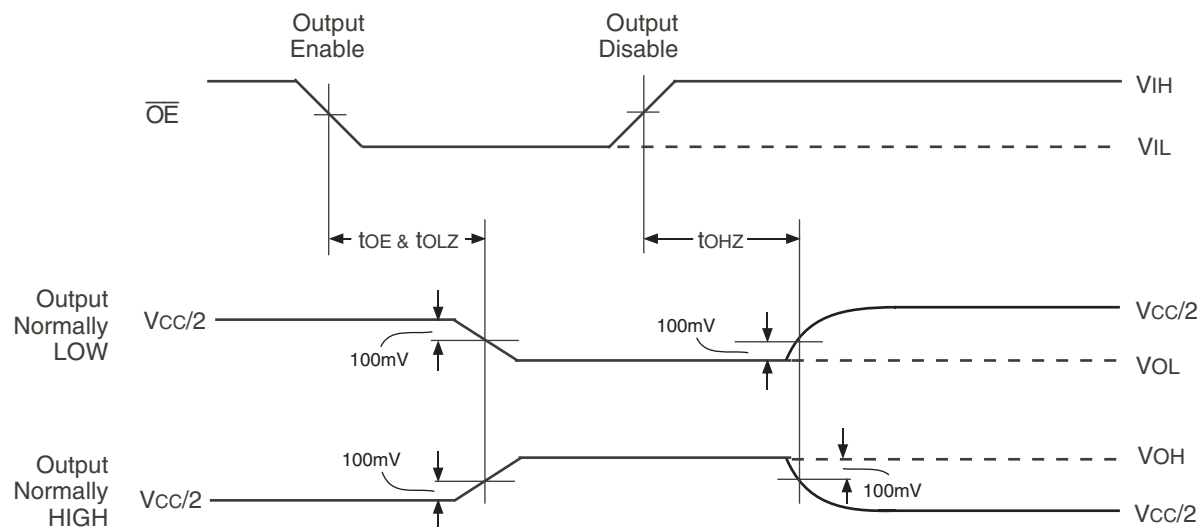 Output
Enable
Output
Disable
OE
VIH
VIL
tOE & tOLZ
tOHZ
Output
Normally
LOW
VCC/2
100mV
100mV
VCC/2
VOL
Output
Normally
HIGH
100mV
VCC/2
VOH
100mV
VCC/2